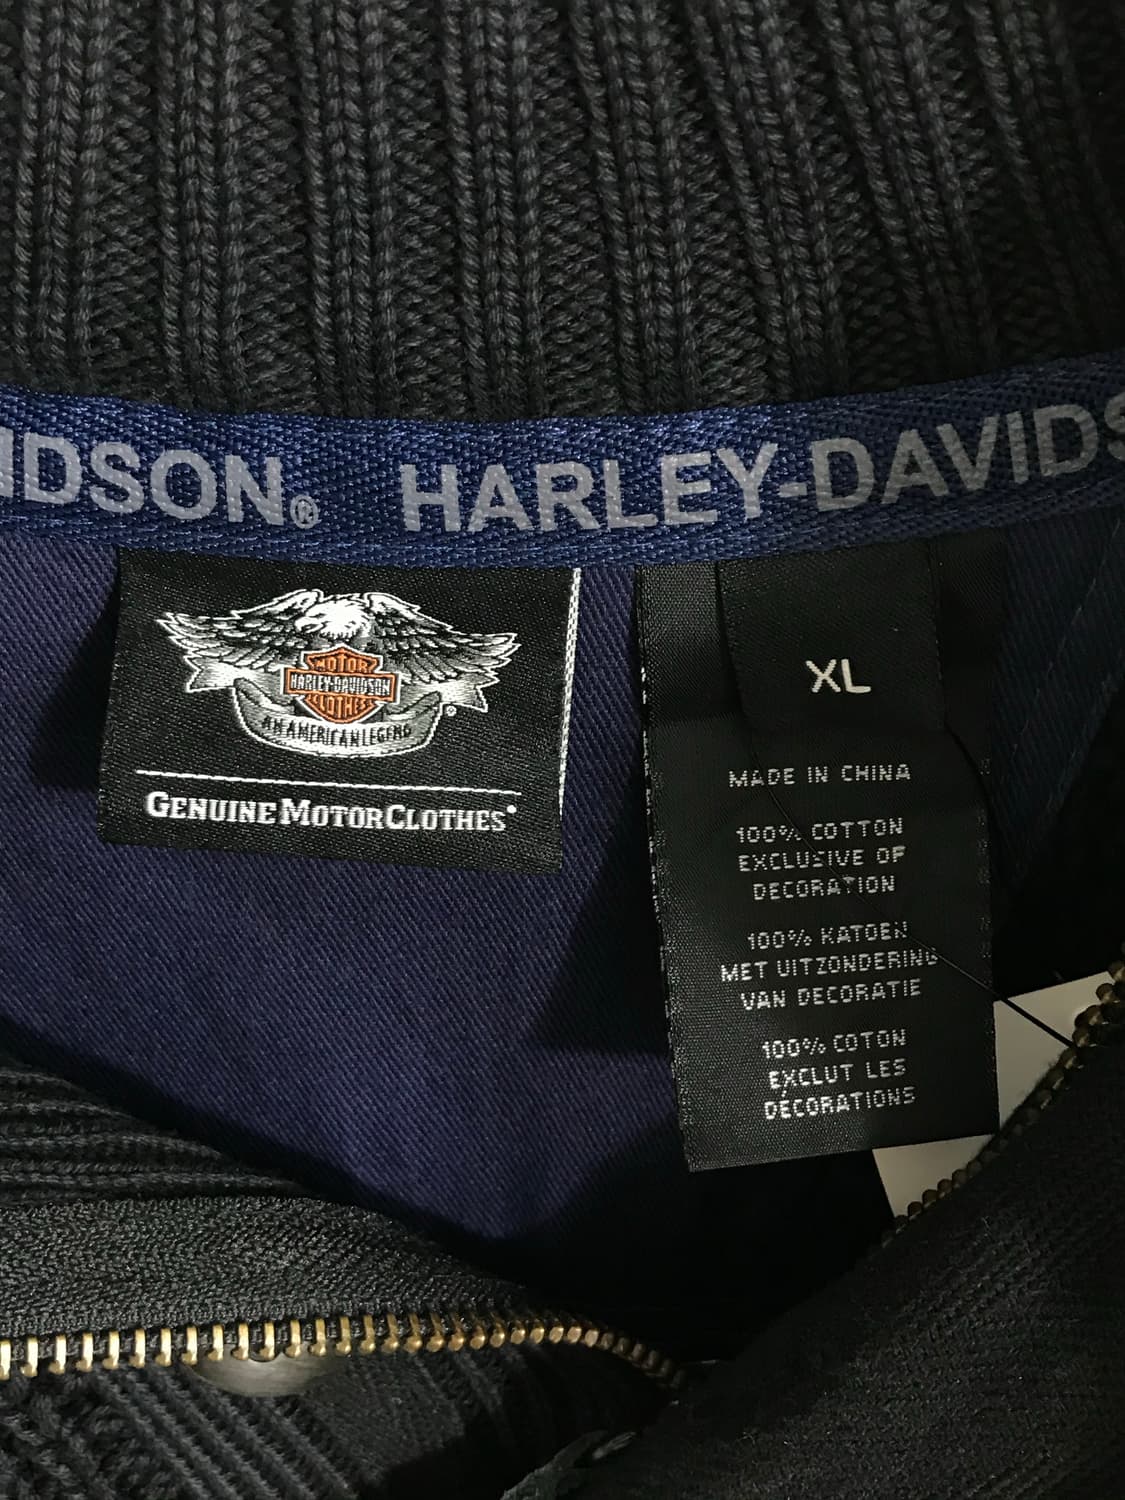 IDSON® HARLEY-DAVIDS
MOTOR
HARLEY-DAVIDSON
CLOTHES
AN AMERICAN LEGEND
®
GENUINE MOTORCLOTHES®
XL
MADE IN CHINA
100% COTTON
EXCLUSIVE OF
DECORATION
100% KATOEN
MET UITZONDERING
VAN DECORATIE
100% COTON
EXCLUT LES
DÉCORATIONS